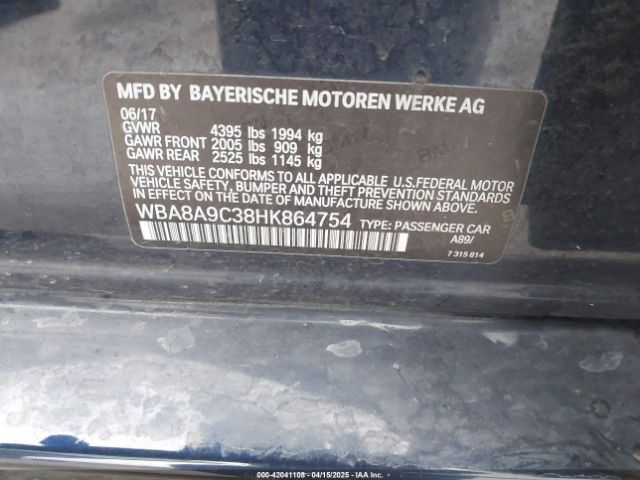 MFD BY BAYERISCHE MOTOREN WERKE AG
06/17
GVWR 4395 lbs 1994 kg
GAWR FRONT 2005 lbs 909 kg
GAWR REAR 2525 lbs 1145 kg
THIS VEHICLE CONFORMS TO ALL APPLICABLE U.S.FEDERAL MOTOR
VEHICLE SAFETY, BUMPER, AND THEFT PREVENTION STANDARDS
IN EFFECT ON THE DATE OF MANUFACTURE SHOWN ABOVE.
WBA8A9C38HK864754 TYPE: PASSENGER CAR
A89/
7 315 814
000-42041108 - 04/15/2025 - IAA Inc.